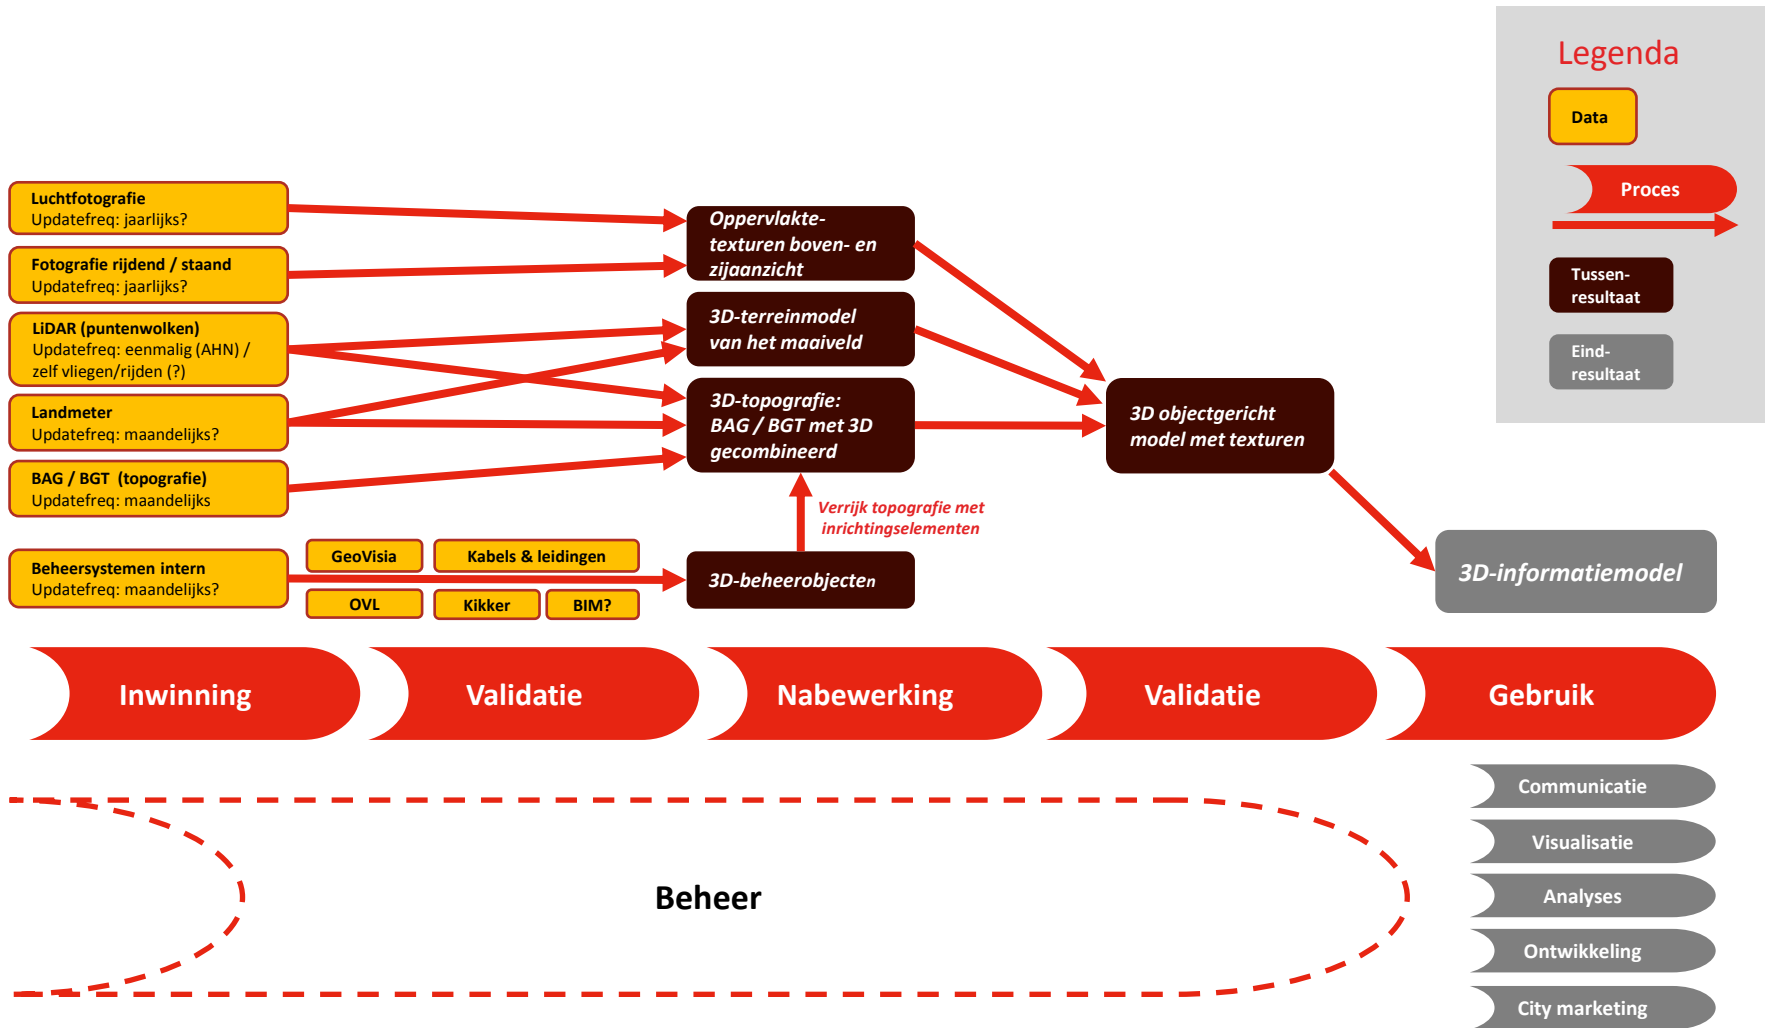 Legenda
Data
Proces
Tussen-
resultaat
Eind-
resultaat
Luchtfotografie
Updatefreq: jaarlijks?
Fotografie rijdend / staand
Updatefreq: jaarlijks?
LiDAR (puntenwolken)
Updatefreq: eenmalig (AHN) /
zelf vliegen/rijden (?)
Landmeter
Updatefreq: maandelijks?
BAG / BGT (topografie)
Updatefreq: maandelijks
Beheersystemen intern
Updatefreq: maandelijks?
GeoVisia
Kabels & leidingen
OVL
Kikker
BIM?
Oppervlakte-
texturen boven- en
zijaanzicht
3D-terreinmodel
van het maaiveld
3D-topografie:
BAG / BGT met 3D
gecombineerd
Verrijk topografie met
inrichtingselementen
3D-beheerobjecten
3D objectgericht
model met texturen
3D-informatiemodel
Inwinning
Validatie
Nabewerking
Validatie
Gebruik
Beheer
Communicatie
Visualisatie
Analyses
Ontwikkeling
City marketing